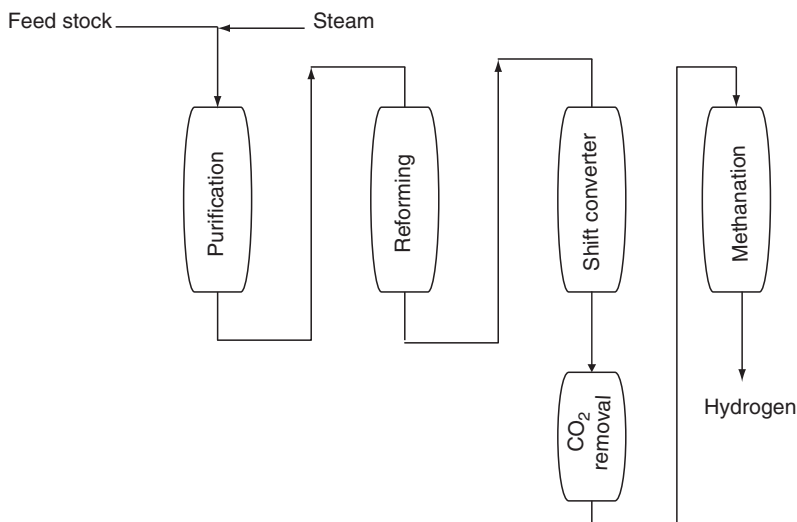 Feed stock
Steam
Purification
Reforming
Shift converter
Methanation
CO₂
removal
Hydrogen